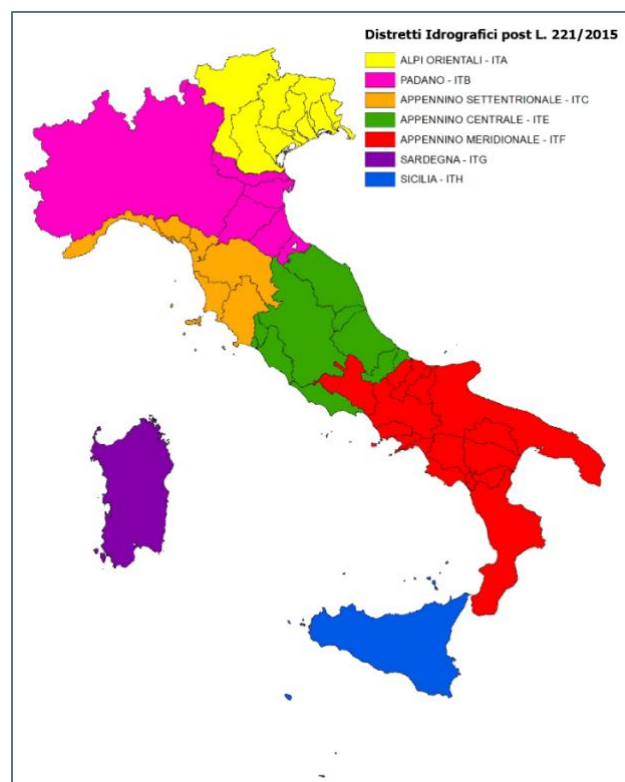 Distretti Idrografici post L. 221/2015
ALPI ORIENTALI - ITA
PADANO - ITB
APPENNINO SETTENTRIONALE - ITC
APPENNINO CENTRALE - ITE
APPENNINO MERIDIONALE - ITF
SARDEGNA - ITG
SICILIA - ITH